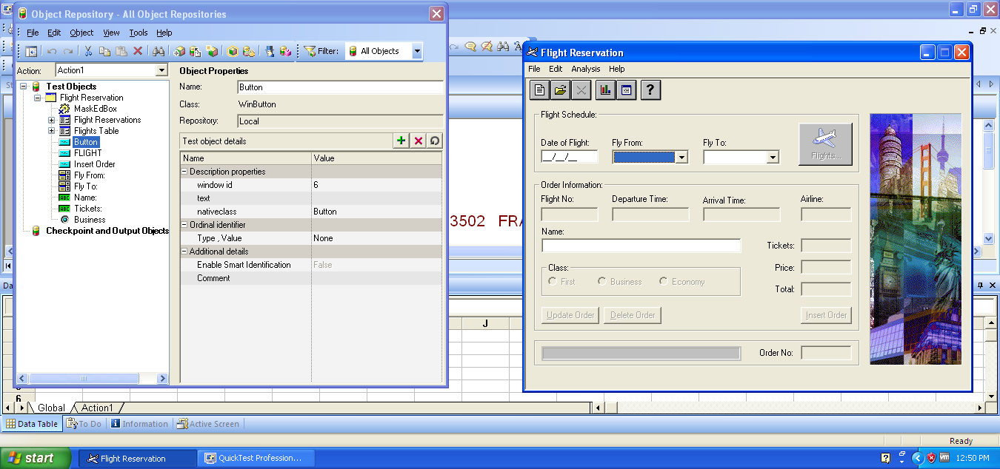 Object Repository - All Object Repositories
File Edit Object View Tools Help
Filter: All Objects
Action: Action1
Test Objects
Flight Reservation
MaskEdBox
Flight Reservations
Flights Table
Button
FLIGHT
Insert Order
Fly From:
Fly To:
Name:
Tickets:
Business
Checkpoint and Output Objects
Object Properties
Name: Button
Class: WinButton
Repository: Local
Test object details
Name Value
Description properties
window id 6
text
nativeclass Button
Ordinal identifier
Type , Value None
Additional details
Enable Smart Identification False
Comment
3502 FRA
Flight Reservation
File Edit Analysis Help
Flight Schedule:
Date of Flight: Fly From: Fly To:
__/__/__
Flights...
Order Information:
Flight No: Departure Time: Arrival Time: Airline:
Name:
Tickets:
Class:
First Business Economy
Price:
Total:
Update Order Delete Order Insert Order
Order No:
J
6
Global Action1
Data Table To Do Information Active Screen
Ready
start Flight Reservation QuickTest Profession... 12:50 PM